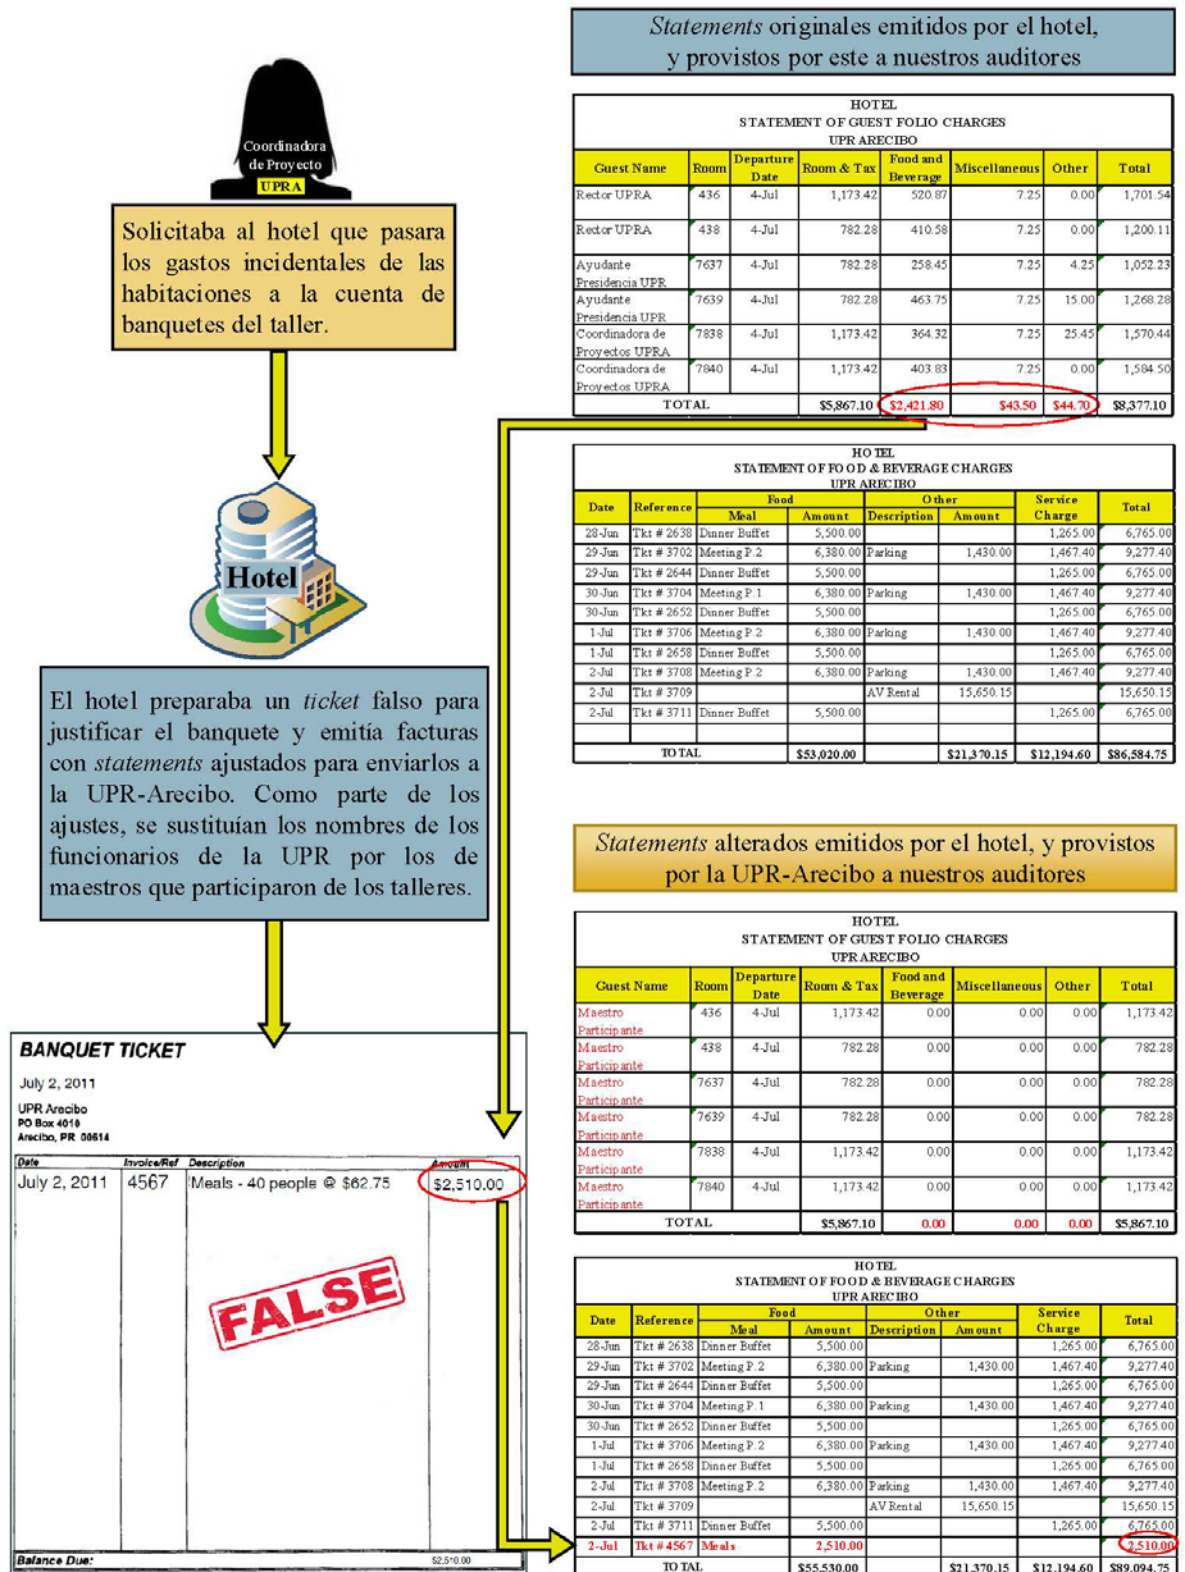 Statements originales emitidos por el hotel,
y provistos por este a nuestros auditores
Coordinadora
de Proyecto
UPRA
Solicitaba al hotel que pasara
los gastos incidentales de las
habitaciones a la cuenta de
banquetes del taller.
Hotel
El hotel preparaba un ticket falso para
justificar el banquete y emitía facturas
con statements ajustados para enviarlos a
la UPR-Arecibo. Como parte de los
ajustes, se sustituían los nombres de los
funcionarios de la UPR por los de
maestros que participaron de los talleres.
HOTEL
STATEMENT OF GUEST FOLIO CHARGES
UPR ARECIBO
Guest Name Room Departure Date Room & Tax Food and Beverage Miscellaneous Other Total
Rector UPRA 436 4-Jul 1,173.42 520.87 7.25 0.00 1,701.54
Rector UPRA 438 4-Jul 782.28 410.58 7.25 0.00 1,200.11
Ayudante Presidencia UPR 7637 4-Jul 782.28 258.45 7.25 4.25 1,052.23
Ayudante Presidencia UPR 7639 4-Jul 782.28 463.75 7.25 15.00 1,268.28
Coordinadora de Proyectos UPRA 7838 4-Jul 1,173.42 364.32 7.25 25.45 1,570.44
Coordinadora de Proyectos UPRA 7840 4-Jul 1,173.42 403.83 7.25 0.00 1,584.50
TOTAL $5,867.10 $2,421.80 $43.50 $44.70 $8,377.10
HOTEL
STATEMENT OF FOOD & BEVERAGE CHARGES
UPR ARECIBO
Date Reference Food Other Service Charge Total
Meal Amount Description Amount
28-Jun Tkt # 2638 Dinner Buffet 5,500.00 1,265.00 6,765.00
29-Jun Tkt # 3702 Meeting P.2 6,380.00 Parking 1,430.00 1,467.40 9,277.40
29-Jun Tkt # 2644 Dinner Buffet 5,500.00 1,265.00 6,765.00
30-Jun Tkt # 3704 Meeting P.1 6,380.00 Parking 1,430.00 1,467.40 9,277.40
30-Jun Tkt # 2652 Dinner Buffet 5,500.00 1,265.00 6,765.00
1-Jul Tkt # 3706 Meeting P.2 6,380.00 Parking 1,430.00 1,467.40 9,277.40
1-Jul Tkt # 2658 Dinner Buffet 5,500.00 1,265.00 6,765.00
2-Jul Tkt # 3708 Meeting P.2 6,380.00 Parking 1,430.00 1,467.40 9,277.40
2-Jul Tkt # 3709 AV Rental 15,650.15 15,650.15
2-Jul Tkt # 3711 Dinner Buffet 5,500.00 1,265.00 6,765.00
TOTAL $53,020.00 $21,370.15 $12,194.60 $86,584.75
Statements alterados emitidos por el hotel, y provistos
por la UPR-Arecibo a nuestros auditores
HOTEL
STATEMENT OF GUEST FOLIO CHARGES
UPR ARECIBO
Guest Name Room Departure Date Room & Tax Food and Beverage Miscellaneous Other Total
Maestro Participante 436 4-Jul 1,173.42 0.00 0.00 0.00 1,173.42
Maestro Participante 438 4-Jul 782.28 0.00 0.00 0.00 782.28
Maestro Participante 7637 4-Jul 782.28 0.00 0.00 0.00 782.28
Maestro Participante 7639 4-Jul 782.28 0.00 0.00 0.00 782.28
Maestro Participante 7838 4-Jul 1,173.42 0.00 0.00 0.00 1,173.42
Maestro Participante 7840 4-Jul 1,173.42 0.00 0.00 0.00 1,173.42
TOTAL $5,867.10 0.00 0.00 0.00 $5,867.10
BANQUET TICKET
July 2, 2011
UPR Arecibo
PO Box 4010
Arecibo, PR 00614
Date Invoice/Ref Description Amount
July 2, 2011 4567 Meals - 40 people @ $62.75 $2,510.00
FALSE
Balance Due: $2,510.00
HOTEL
STATEMENT OF FOOD & BEVERAGE CHARGES
UPR ARECIBO
Date Reference Food Other Service Charge Total
Meal Amount Description Amount
28-Jun Tkt # 2638 Dinner Buffet 5,500.00 1,265.00 6,765.00
29-Jun Tkt # 3702 Meeting P.2 6,380.00 Parking 1,430.00 1,467.40 9,277.40
29-Jun Tkt # 2644 Dinner Buffet 5,500.00 1,265.00 6,765.00
30-Jun Tkt # 3704 Meeting P.1 6,380.00 Parking 1,430.00 1,467.40 9,277.40
30-Jun Tkt # 2652 Dinner Buffet 5,500.00 1,265.00 6,765.00
1-Jul Tkt # 3706 Meeting P.2 6,380.00 Parking 1,430.00 1,467.40 9,277.40
1-Jul Tkt # 2658 Dinner Buffet 5,500.00 1,265.00 6,765.00
2-Jul Tkt # 3708 Meeting P.2 6,380.00 Parking 1,430.00 1,467.40 9,277.40
2-Jul Tkt # 3709 AV Rental 15,650.15 15,650.15
2-Jul Tkt # 3711 Dinner Buffet 5,500.00 1,265.00 6,765.00
2-Jul Tkt # 4567 Meals 2,510.00 2,510.00
TOTAL $55,530.00 $21,370.15 $12,194.60 $89,094.75